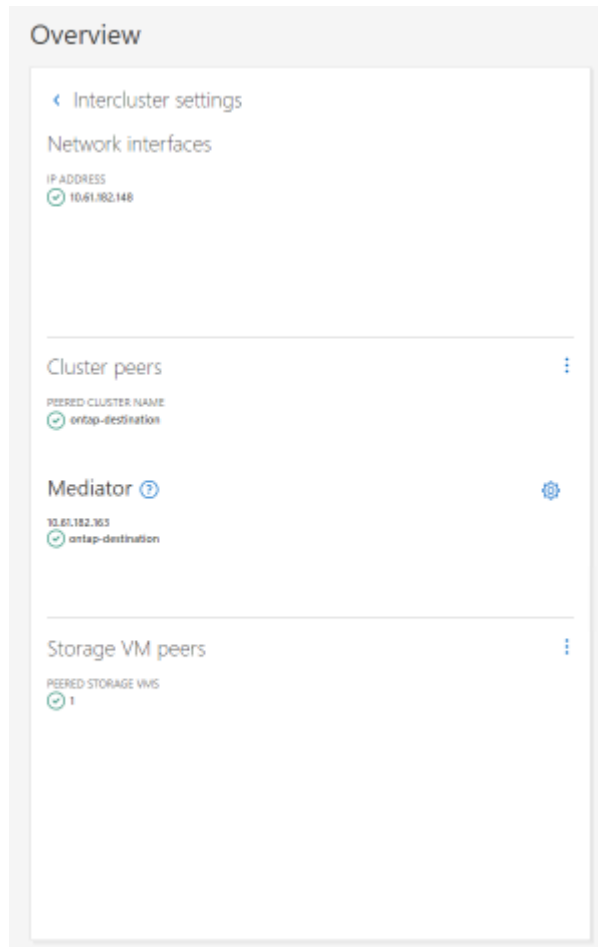 Overview
Intercluster settings
Network interfaces
IP ADDRESS
10.61.182.148
Cluster peers
PEERED CLUSTER NAME
ontap-destination
Mediator ?
10.61.182.163
ontap-destination
Storage VM peers
PEERED STORAGE VMS
1